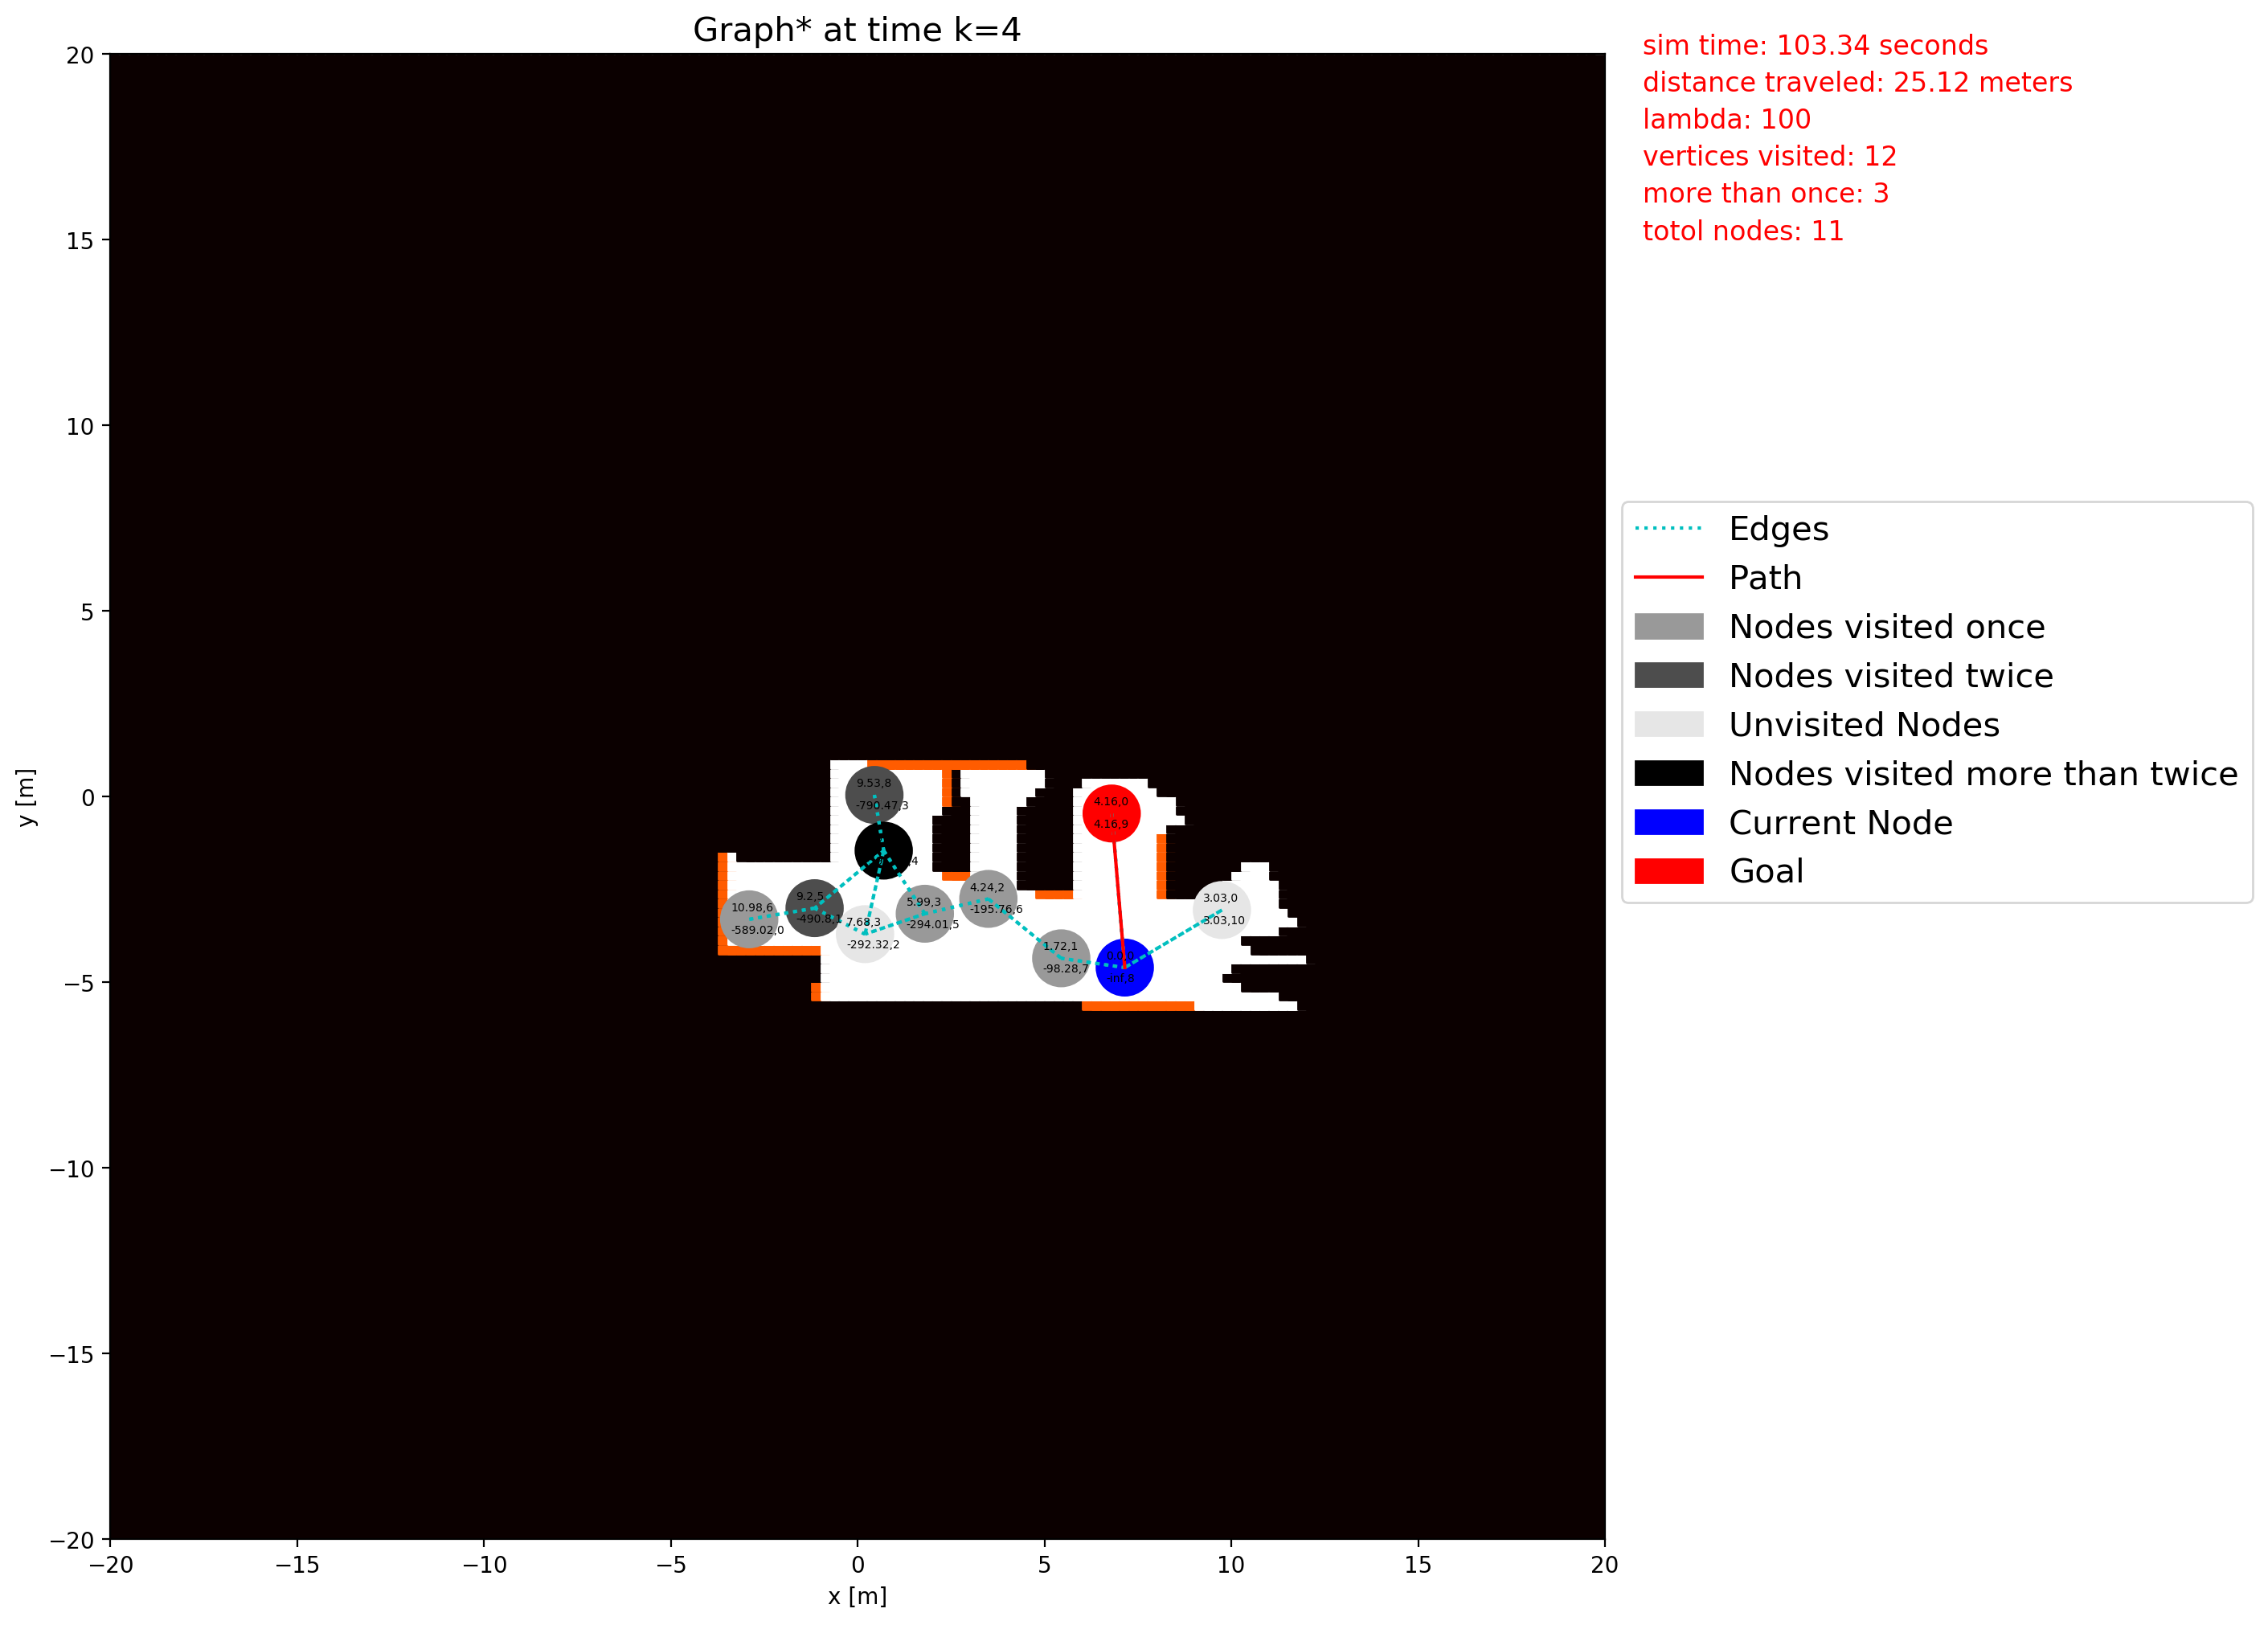 Graph* at time k=4
sim time: 103.34 seconds
distance traveled: 25.12 meters
lambda: 100
vertices visited: 12
more than once: 3
totol nodes: 11
20
15
10
5
0
−5
−10
−15
−20
y [m]
−20
−15
−10
−5
0
5
10
15
20
x [m]
9.53,8
-790.47,3
10.98,6
-589.02,0
9.2,5
-490.8,1
7.68,3
-292.32,2
5.99,3
-294.01,5
4.24,2
-195.76,6
1.72,1
-98.28,7
0.0,0
-inf,8
4.16,0
4.16,9
3.03,0
3.03,10
Edges
Path
Nodes visited once
Nodes visited twice
Unvisited Nodes
Nodes visited more than twice
Current Node
Goal